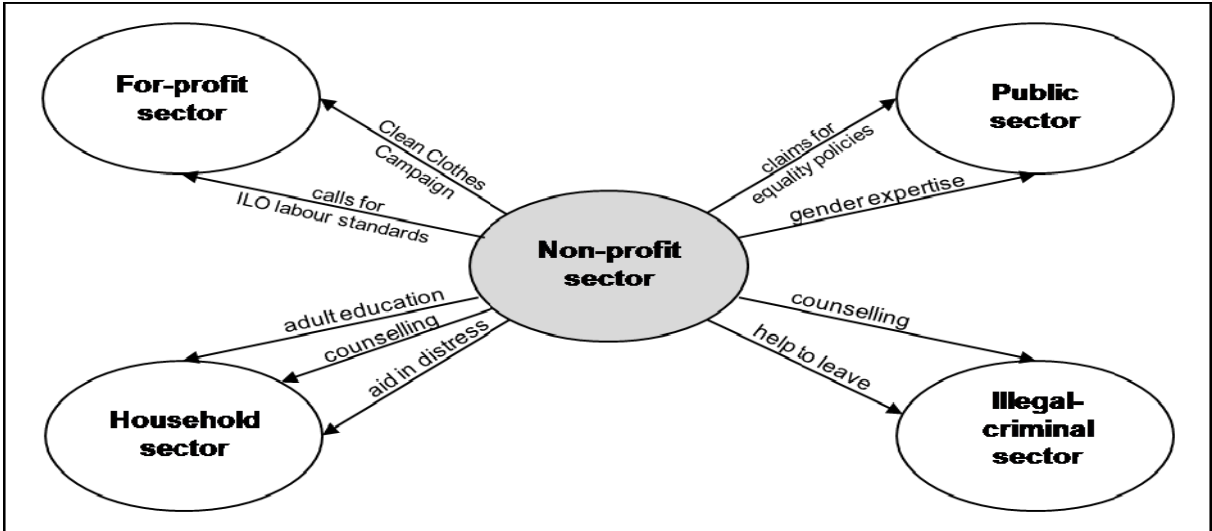 For-profit
sector
Public
sector
Clean Clothes
Campaign
claims for
equality policies
calls for
ILO labour standards
gender expertise
Non-profit
sector
adult education
counselling
aid in distress
counselling
help to leave
Household
sector
Illegal-
criminal
sector